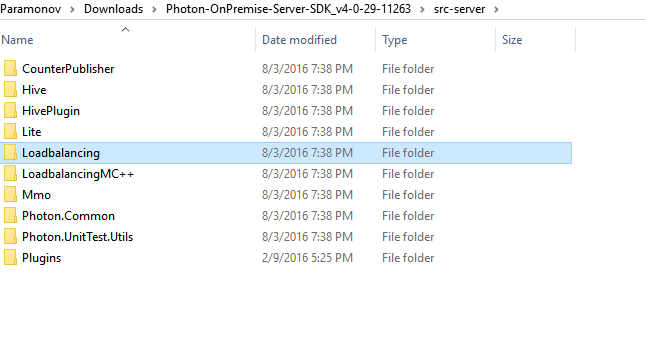 Paramonov > Downloads > Photon-OnPremise-Server-SDK_v4-0-29-11263 > src-server >
Name Date modified Type Size
CounterPublisher 8/3/2016 7:38 PM File folder
Hive 8/3/2016 7:38 PM File folder
HivePlugin 8/3/2016 7:38 PM File folder
Lite 8/3/2016 7:38 PM File folder
Loadbalancing 8/3/2016 7:38 PM File folder
LoadbalancingMC++ 8/3/2016 7:38 PM File folder
Mmo 8/3/2016 7:38 PM File folder
Photon.Common 8/3/2016 7:38 PM File folder
Photon.UnitTest.Utils 8/3/2016 7:38 PM File folder
Plugins 2/9/2016 5:25 PM File folder